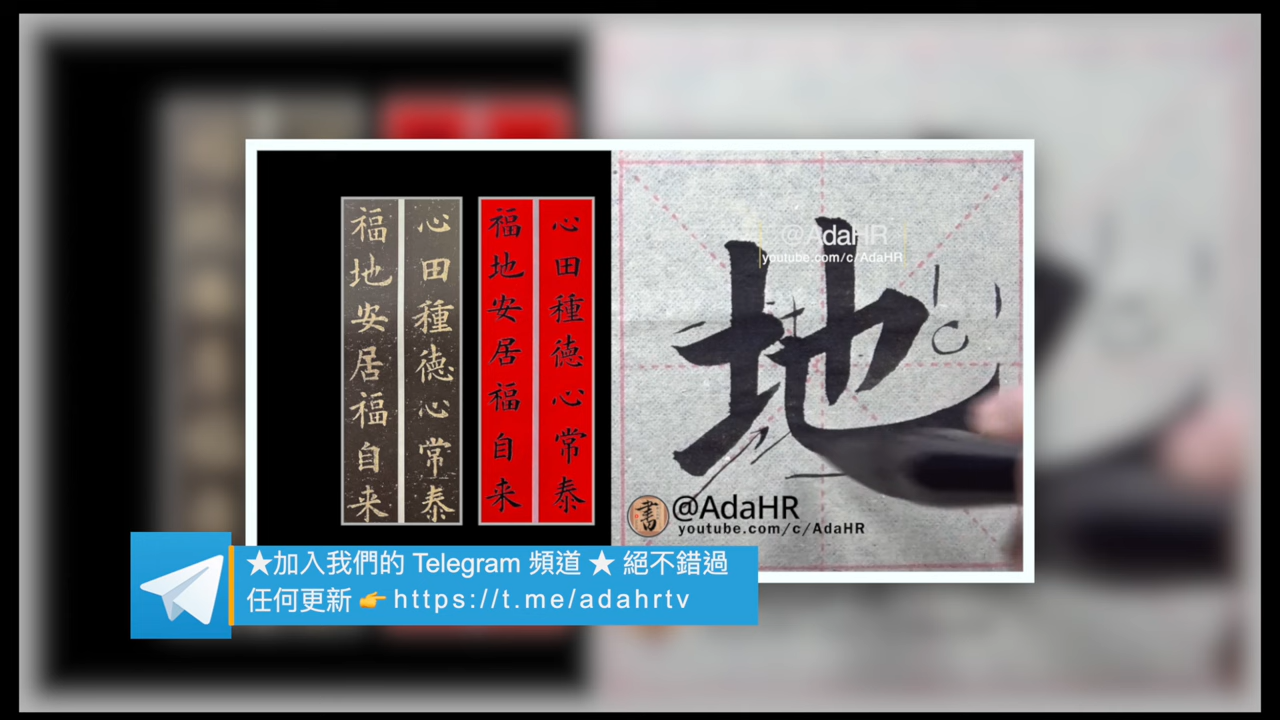 心田種德心常泰
福地安居福自来
心田種德心常泰
福地安居福自来
地
@AdaHR
youtube.com/c/AdaHR
書
@AdaHR
youtube.com/c/AdaHR
★加入我們的 Telegram 頻道 ★ 絕不錯過
任何更新 👉 https://t.me/adahrtv